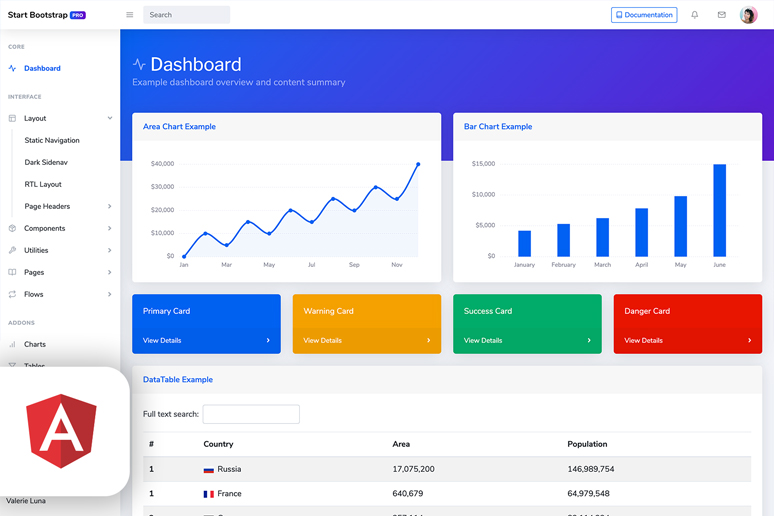 Start Bootstrap PRO
Search
Documentation
CORE
Dashboard
INTERFACE
Layout
Static Navigation
Dark Sidenav
RTL Layout
Page Headers
Components
Utilities
Pages
Flows
ADDONS
Charts
Tables
Valerie Luna
Dashboard
Example dashboard overview and content summary
Area Chart Example
$40,000
$30,000
$20,000
$10,000
$0
Jan Mar May Jul Sep Nov
Bar Chart Example
$15,000
$10,000
$5,000
$0
January February March April May June
Primary Card
View Details
Warning Card
View Details
Success Card
View Details
Danger Card
View Details
DataTable Example
Full text search:
# Country Area Population
1 Russia 17,075,200 146,989,754
1 France 640,679 64,979,548
A